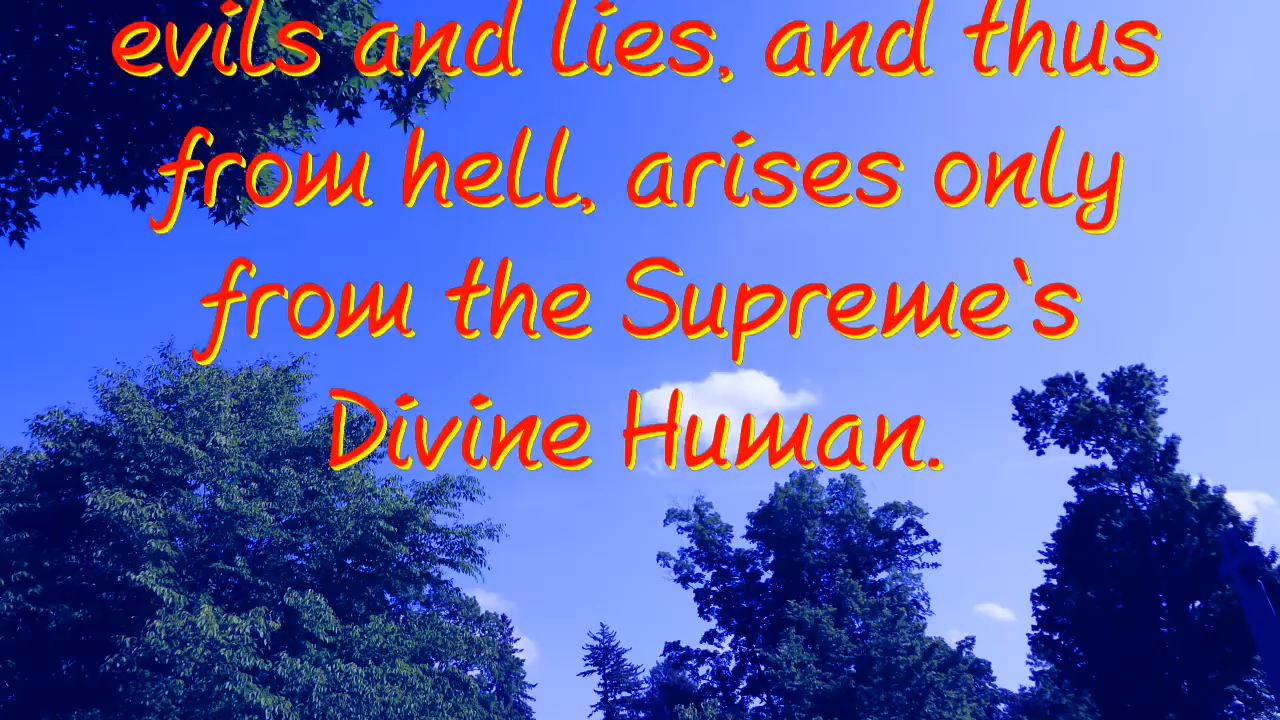 evils and lies, and thus
from hell, arises only
from the Supreme`s
Divine Human.